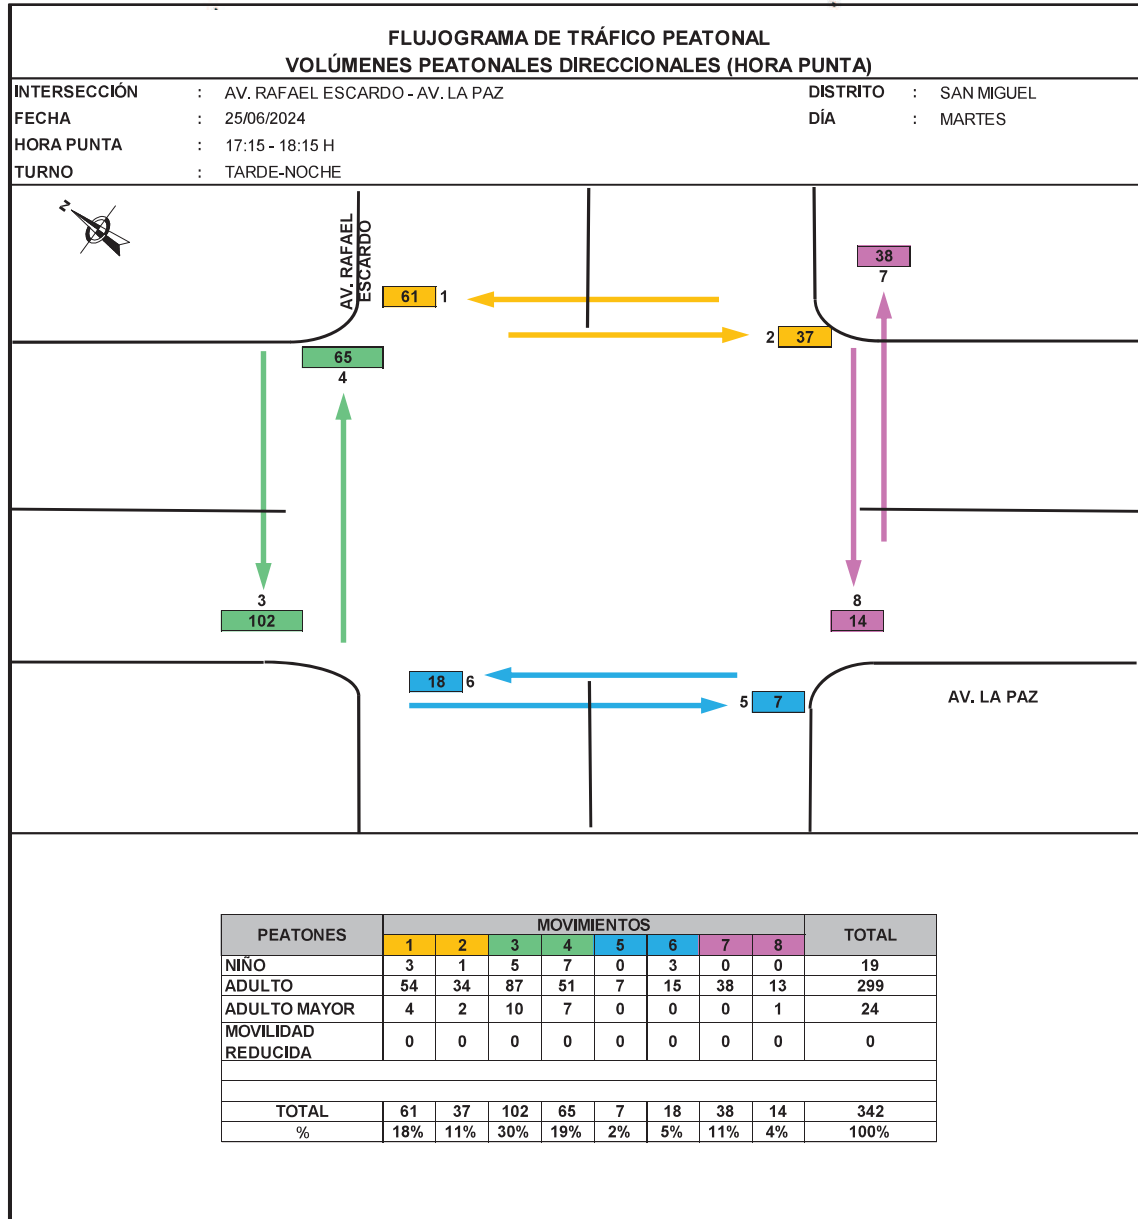 FLUJOGRAMA DE TRÁFICO PEATONAL
VOLÚMENES PEATONALES DIRECCIONALES (HORA PUNTA)
INTERSECCIÓN : AV. RAFAEL ESCARDO - AV. LA PAZ DISTRITO : SAN MIGUEL
FECHA : 25/06/2024 DÍA : MARTES
HORA PUNTA : 17:15 - 18:15 H
TURNO : TARDE-NOCHE
N
AV. RAFAEL
ESCARDO
38
7
61 1
2 37
65
4
3
102
8
14
18 6
5 7
AV. LA PAZ
PEATONES MOVIMIENTOS TOTAL
1 2 3 4 5 6 7 8
NIÑO 3 1 5 7 0 3 0 0 19
ADULTO 54 34 87 51 7 15 38 13 299
ADULTO MAYOR 4 2 10 7 0 0 0 1 24
MOVILIDAD
REDUCIDA 0 0 0 0 0 0 0 0 0
TOTAL 61 37 102 65 7 18 38 14 342
% 18% 11% 30% 19% 2% 5% 11% 4% 100%